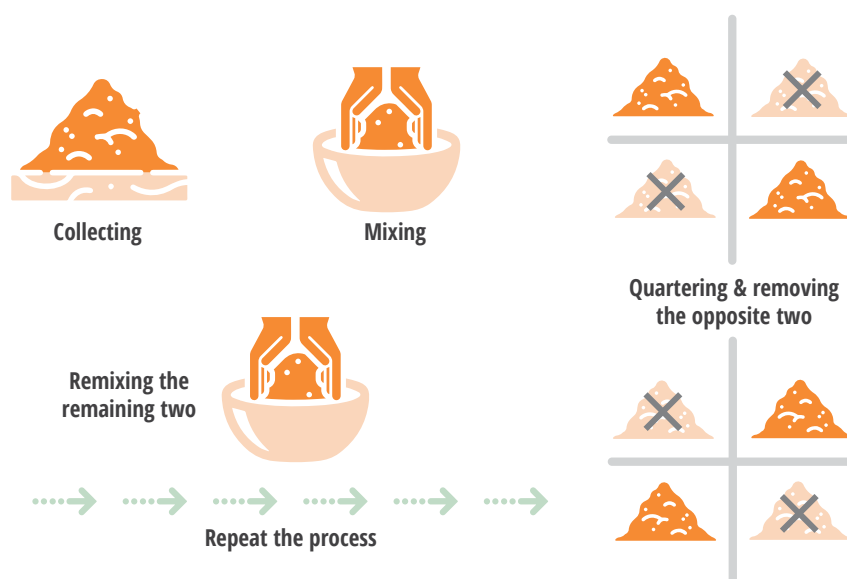 Collecting
Mixing
Quartering & removing
the opposite two
Remixing the
remaining two
Repeat the process